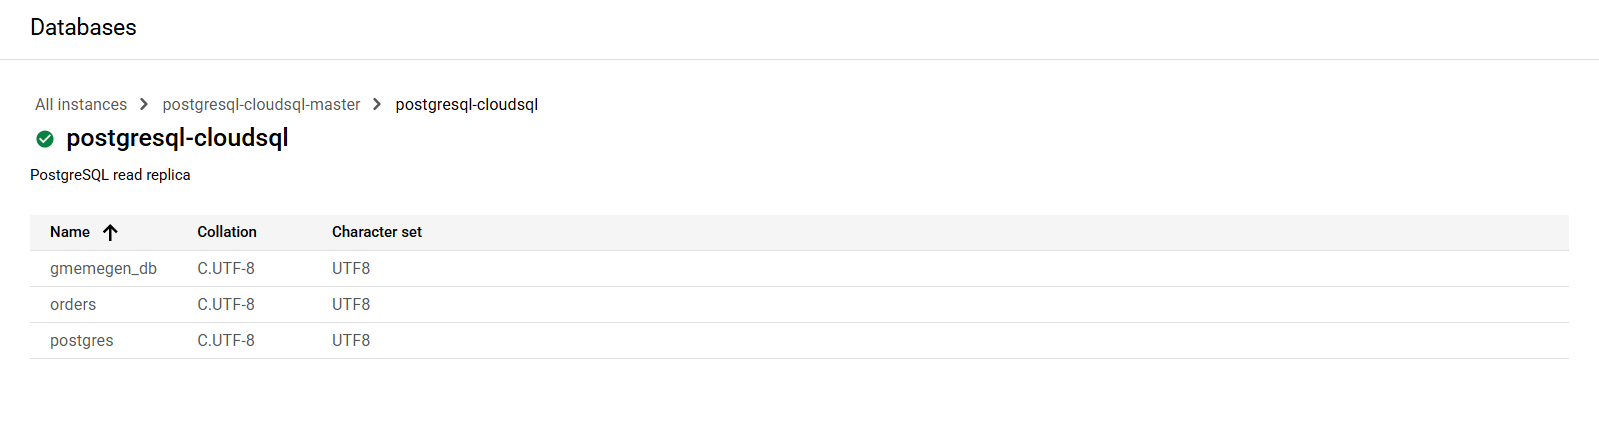 Databases
All instances > postgresql-cloudsql-master > postgresql-cloudsql
postgresql-cloudsql
PostgreSQL read replica
Name ↑ Collation Character set
gmemegen_db C.UTF-8 UTF8
orders C.UTF-8 UTF8
postgres C.UTF-8 UTF8